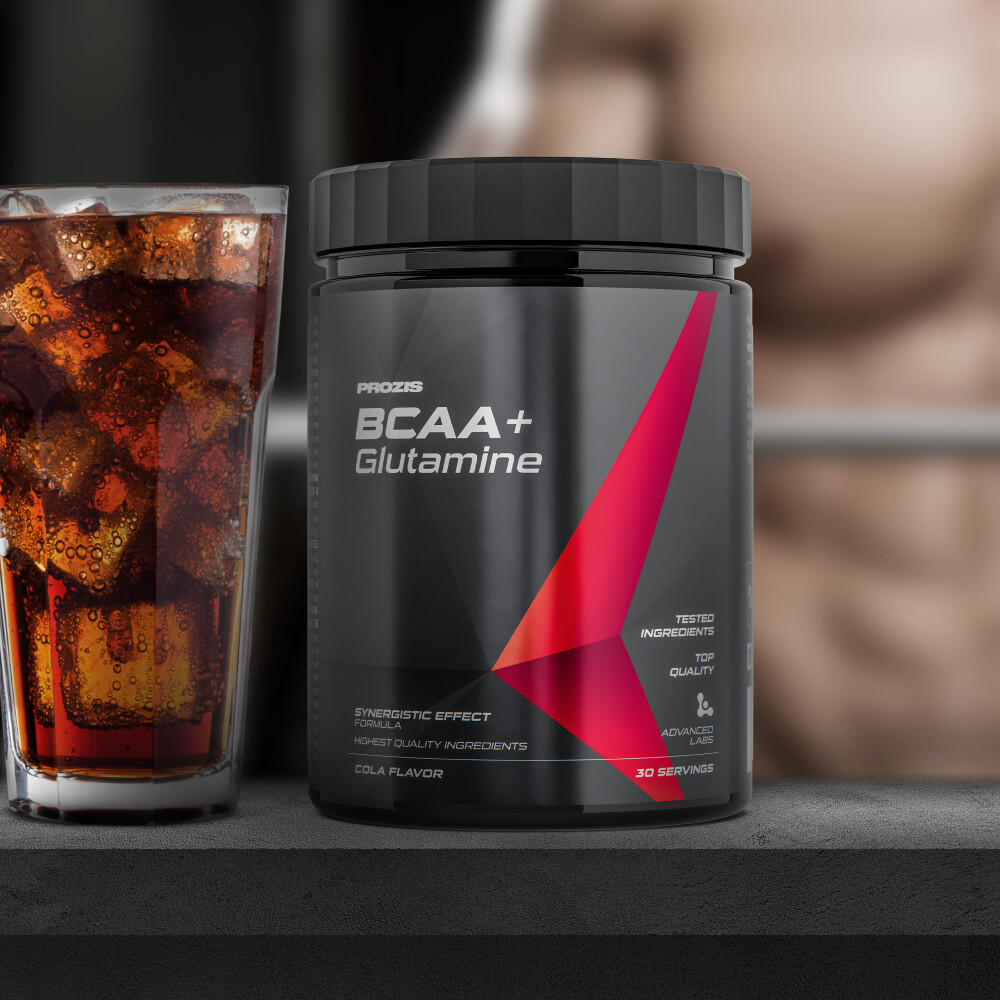 PROZIS
BCAA+
Glutamine
TESTED
INGREDIENTS
TOP
QUALITY
ADVANCED
LABS
SYNERGISTIC EFFECT
FORMULA
HIGHEST QUALITY INGREDIENTS
COLA FLAVOR
30 SERVINGS